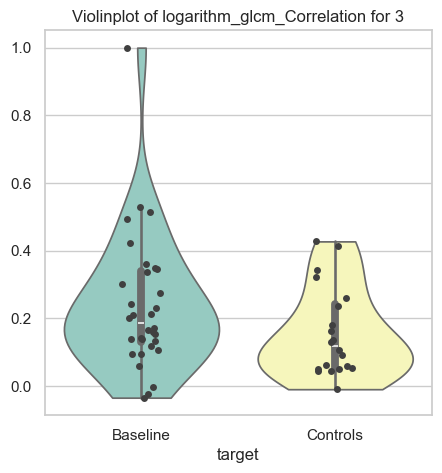 Violinplot of logarithm_glcm_Correlation for 3
1.0
0.8
0.6
0.4
0.2
0.0
Baseline Controls
target